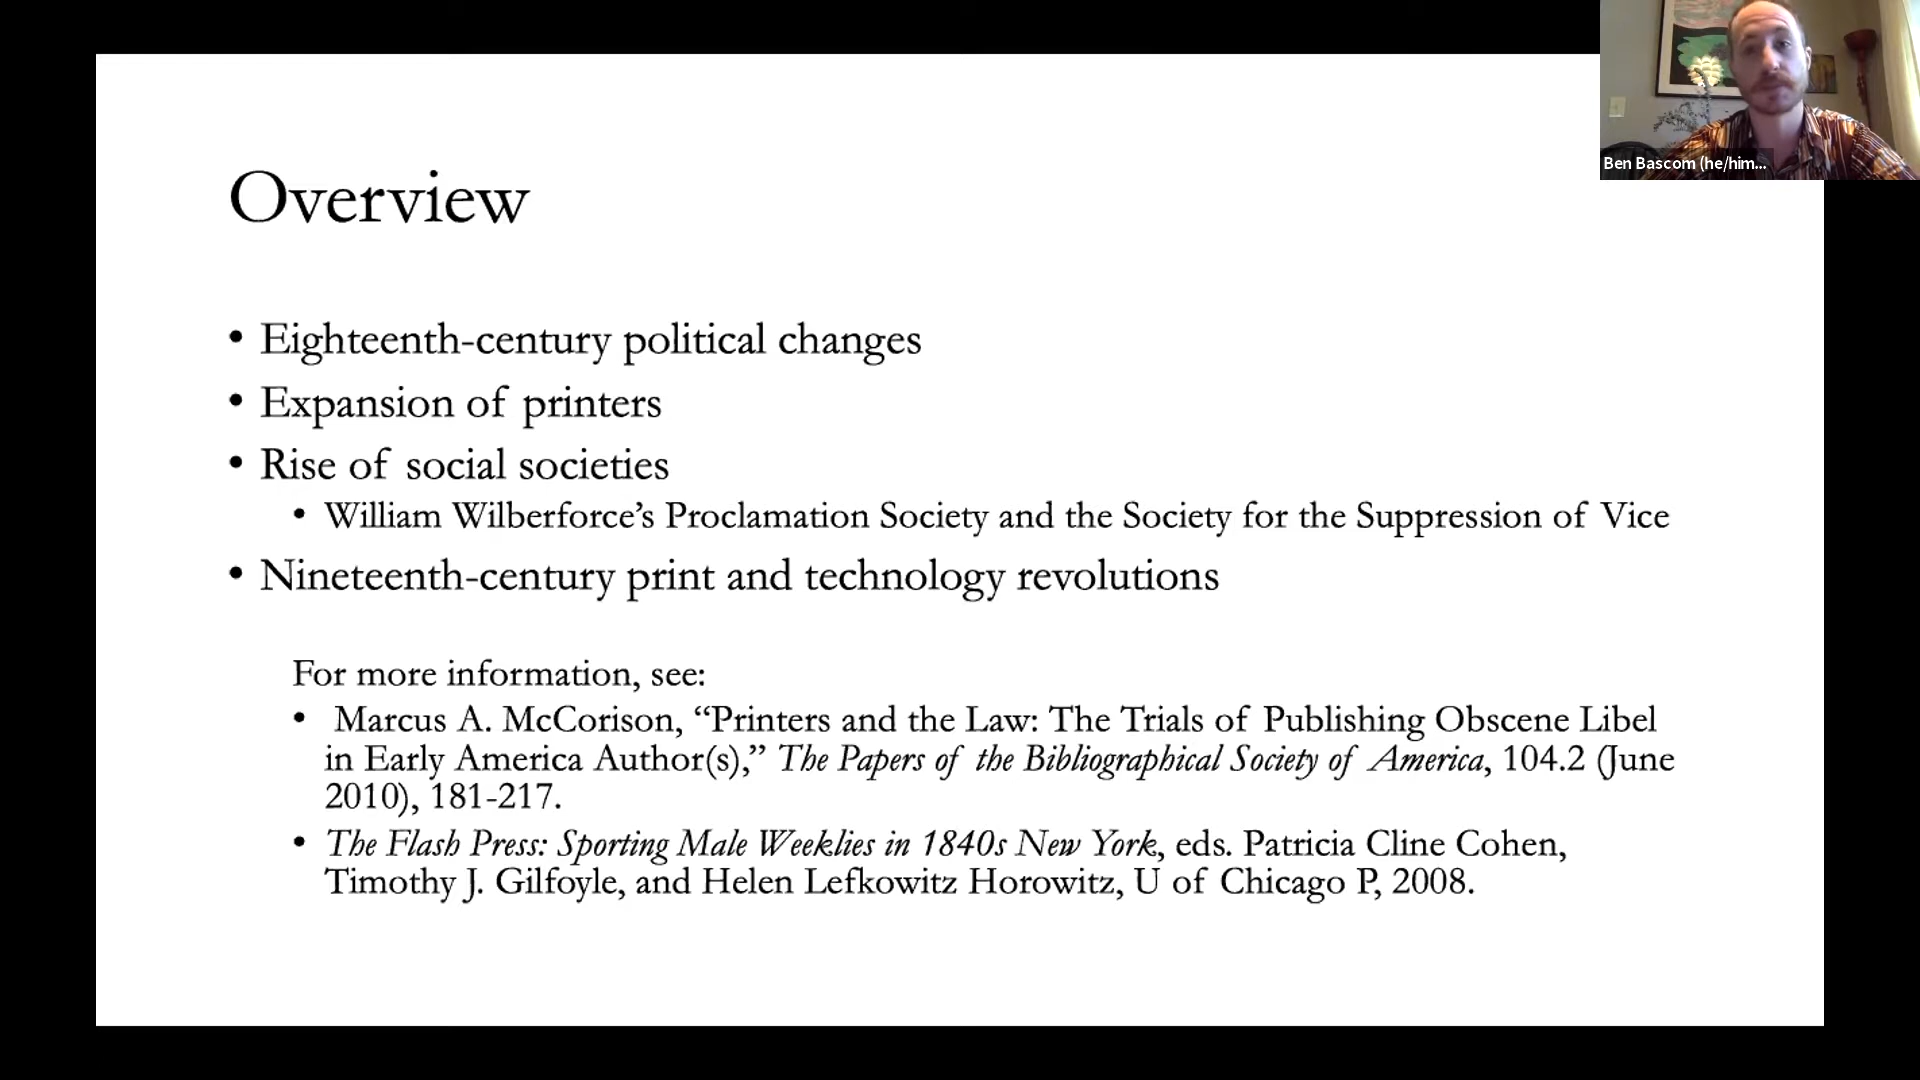 Ben Bascom (he/him...
Overview
• Eighteenth-century political changes
• Expansion of printers
• Rise of social societies
• William Wilberforce’s Proclamation Society and the Society for the Suppression of Vice
• Nineteenth-century print and technology revolutions
For more information, see:
• Marcus A. McCorison, “Printers and the Law: The Trials of Publishing Obscene Libel
in Early America Author(s),” The Papers of the Bibliographical Society of America, 104.2 (June
2010), 181-217.
• The Flash Press: Sporting Male Weeklies in 1840s New York, eds. Patricia Cline Cohen,
Timothy J. Gilfoyle, and Helen Lefkowitz Horowitz, U of Chicago P, 2008.